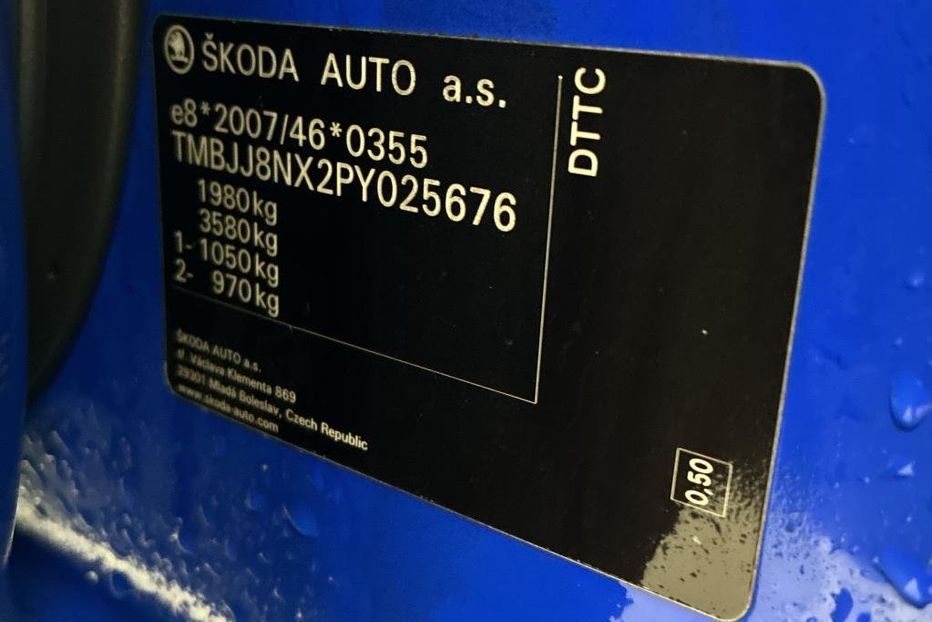 ŠKODA AUTO a.s.
e8*2007/46*0355
TMBJJ8NX2PY025676
1980kg
3580kg
1- 1050kg
2- 970kg
ŠKODA AUTO a.s.
tř. Václava Klementa 869
29301 Mladá Boleslav, Czech Republic
www.skoda-auto.com
DTTC
0,50